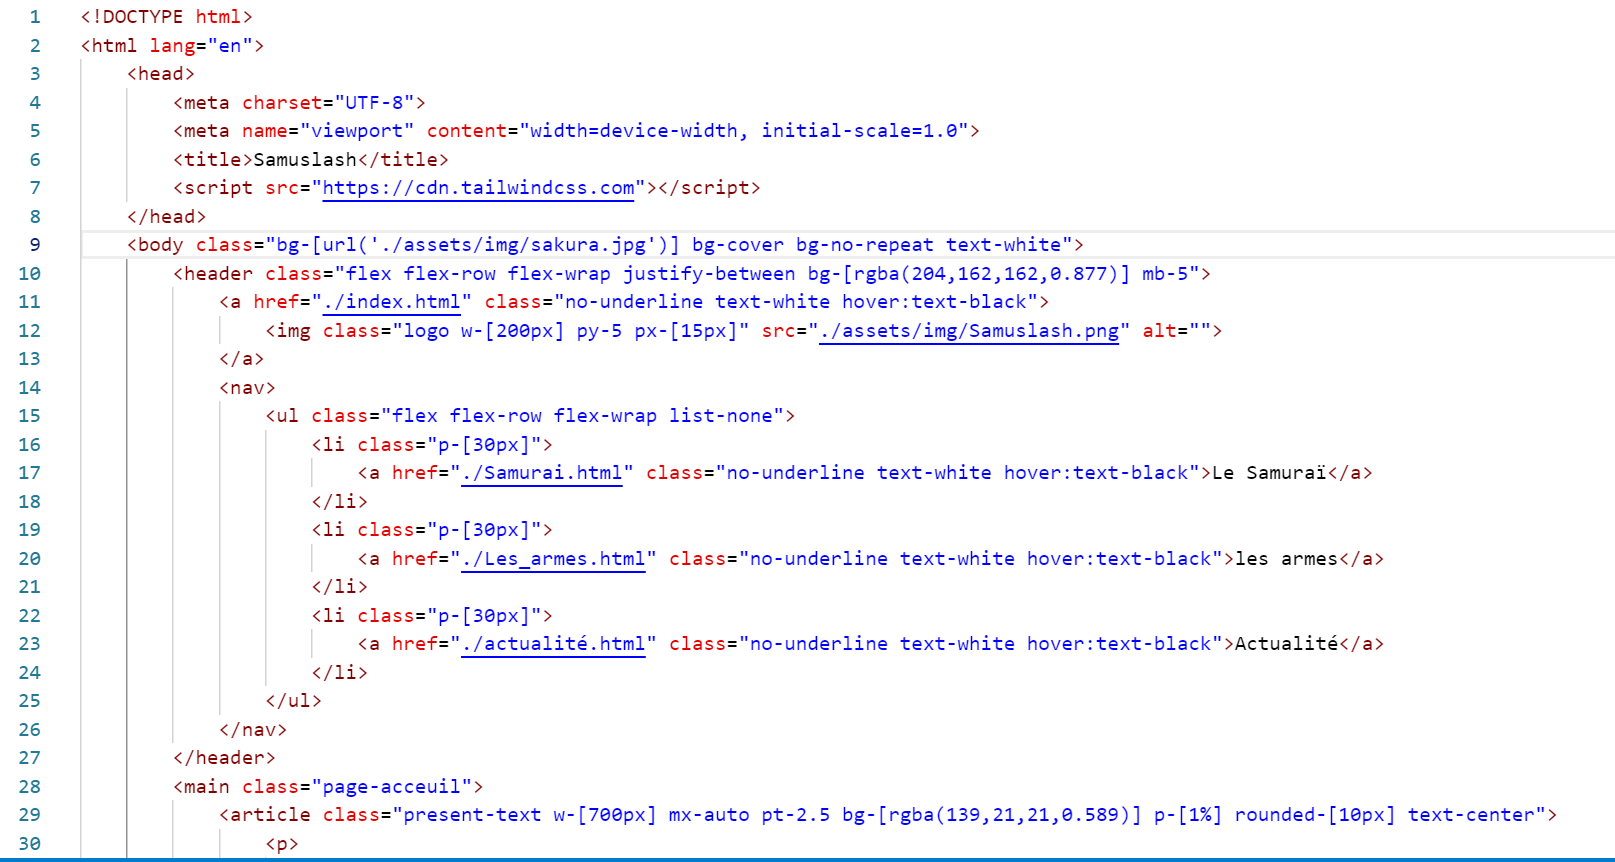 1 <!DOCTYPE html>
2 <html lang="en">
3 <head>
4 <meta charset="UTF-8">
5 <meta name="viewport" content="width=device-width, initial-scale=1.0">
6 <title>Samuslash</title>
7 <script src="https://cdn.tailwindcss.com"></script>
8 </head>
9 <body class="bg-[url('./assets/img/sakura.jpg')] bg-cover bg-no-repeat text-white">
10 <header class="flex flex-row flex-wrap justify-between bg-[rgba(204,162,162,0.877)] mb-5">
11 <a href="./index.html" class="no-underline text-white hover:text-black">
12 <img class="logo w-[200px] py-5 px-[15px]" src="./assets/img/Samuslash.png" alt="">
13 </a>
14 <nav>
15 <ul class="flex flex-row flex-wrap list-none">
16 <li class="p-[30px]">
17 <a href="./Samurai.html" class="no-underline text-white hover:text-black">Le Samuraï</a>
18 </li>
19 <li class="p-[30px]">
20 <a href="./Les_armes.html" class="no-underline text-white hover:text-black">les armes</a>
21 </li>
22 <li class="p-[30px]">
23 <a href="./actualité.html" class="no-underline text-white hover:text-black">Actualité</a>
24 </li>
25 </ul>
26 </nav>
27 </header>
28 <main class="page-acceuil">
29 <article class="present-text w-[700px] mx-auto pt-2.5 bg-[rgba(139,21,21,0.589)] p-[1%] rounded-[10px] text-center">
30 <p>